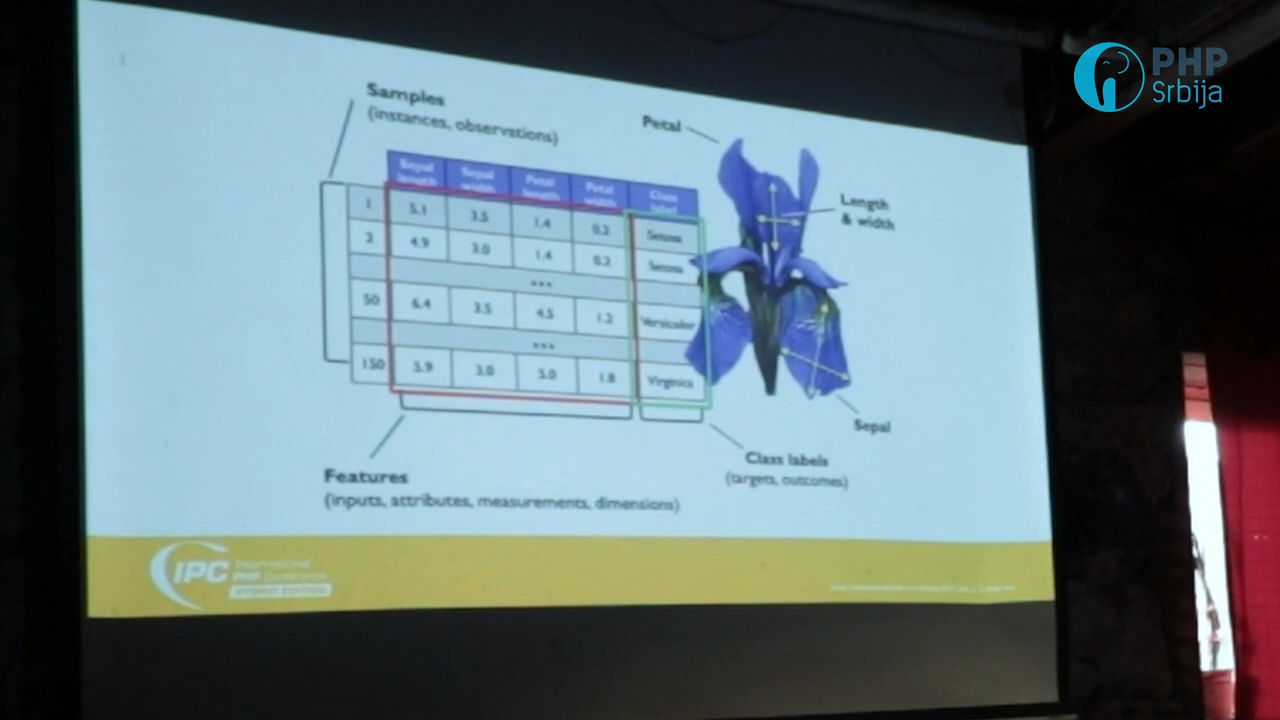 PHP
Srbija
Samples
(instances, observations)
Petal
Length
& width
Sepal length Sepal width Petal length Petal width Class label
1 5.1 3.5 1.4 0.2 Setosa
2 4.9 3.0 1.4 0.2 Setosa
...
50 6.4 3.5 4.5 1.2 Versicolor
...
150 5.9 3.0 5.0 1.8 Virginica
Sepal
Features
(inputs, attributes, measurements, dimensions)
Class labels
(targets, outcomes)
IPC
International
PHP Conference
HYBRID EDITION